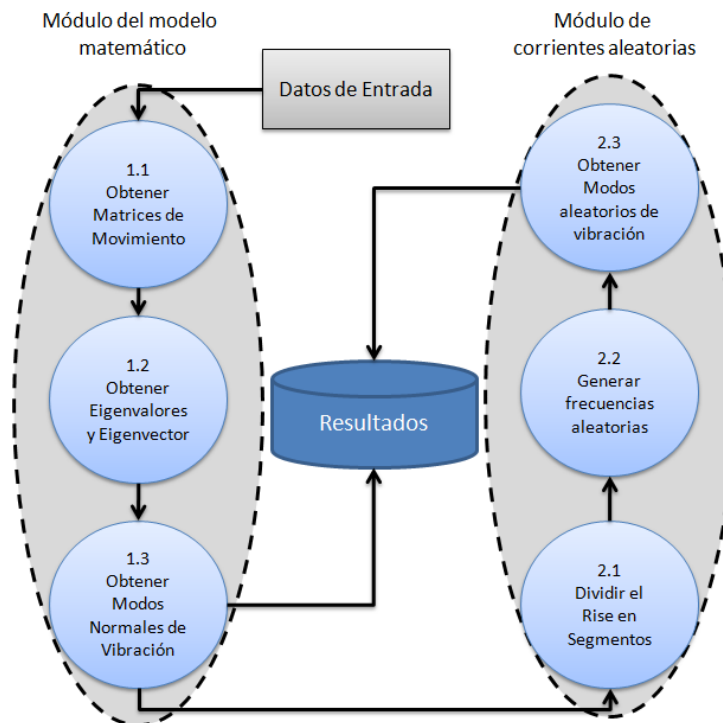 Módulo del modelo
matemático
Datos de Entrada
1.1
Obtener
Matrices de
Movimiento
1.2
Obtener
Eigenvalores
y Eigenvector
1.3
Obtener
Modos
Normales de
Vibración
Resultados
Módulo de
corrientes aleatorias
2.3
Obtener
Modos
aleatorios de
vibración
2.2
Generar
frecuencias
aleatorias
2.1
Dividir el
Rise en
Segmentos